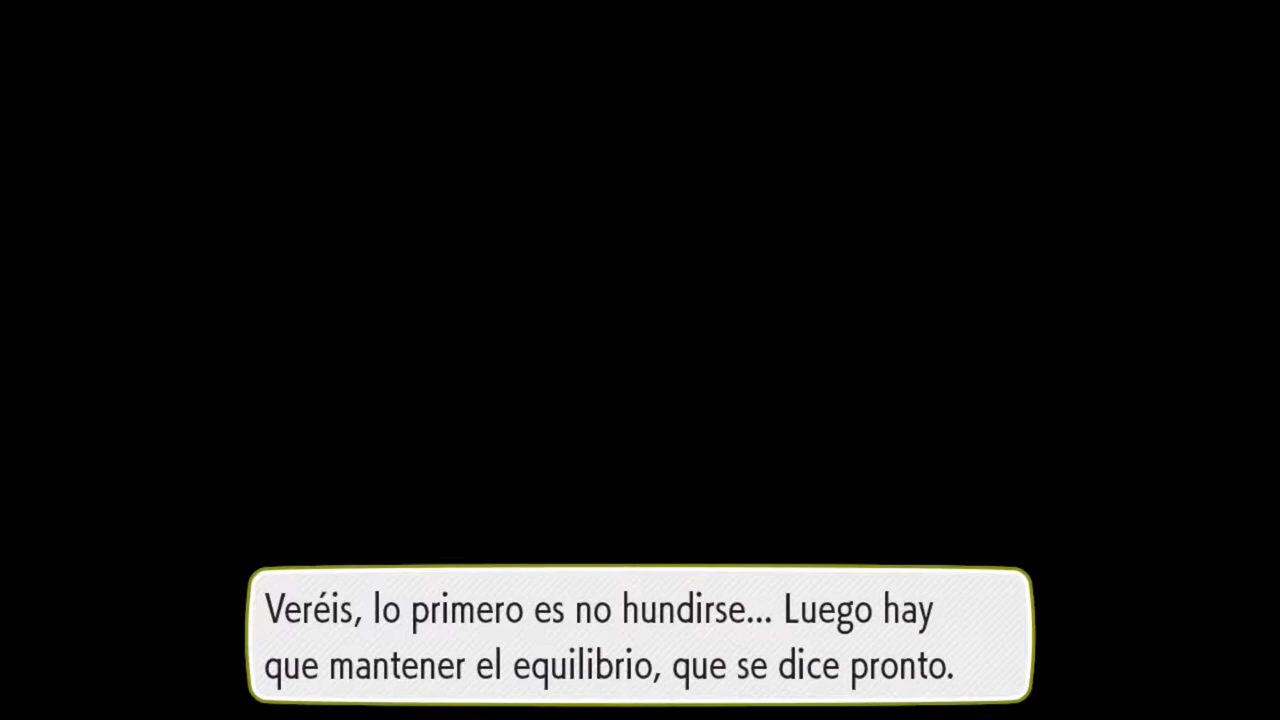 Veréis, lo primero es no hundirse... Luego hay
que mantener el equilibrio, que se dice pronto.